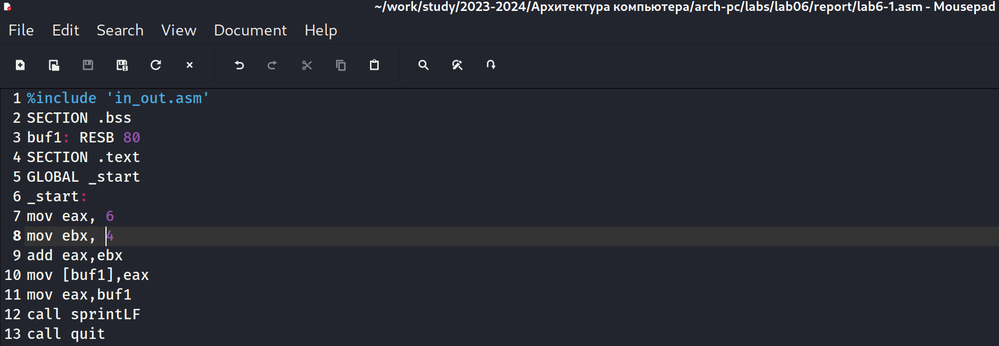 ~/work/study/2023-2024/Архитектура компьютера/arch-pc/labs/lab06/report/lab6-1.asm - Mousepad
File Edit Search View Document Help
1 %include 'in_out.asm'
2 SECTION .bss
3 buf1: RESB 80
4 SECTION .text
5 GLOBAL _start
6 _start:
7 mov eax, 6
8 mov ebx, 4
9 add eax,ebx
10 mov [buf1],eax
11 mov eax,buf1
12 call sprintLF
13 call quit